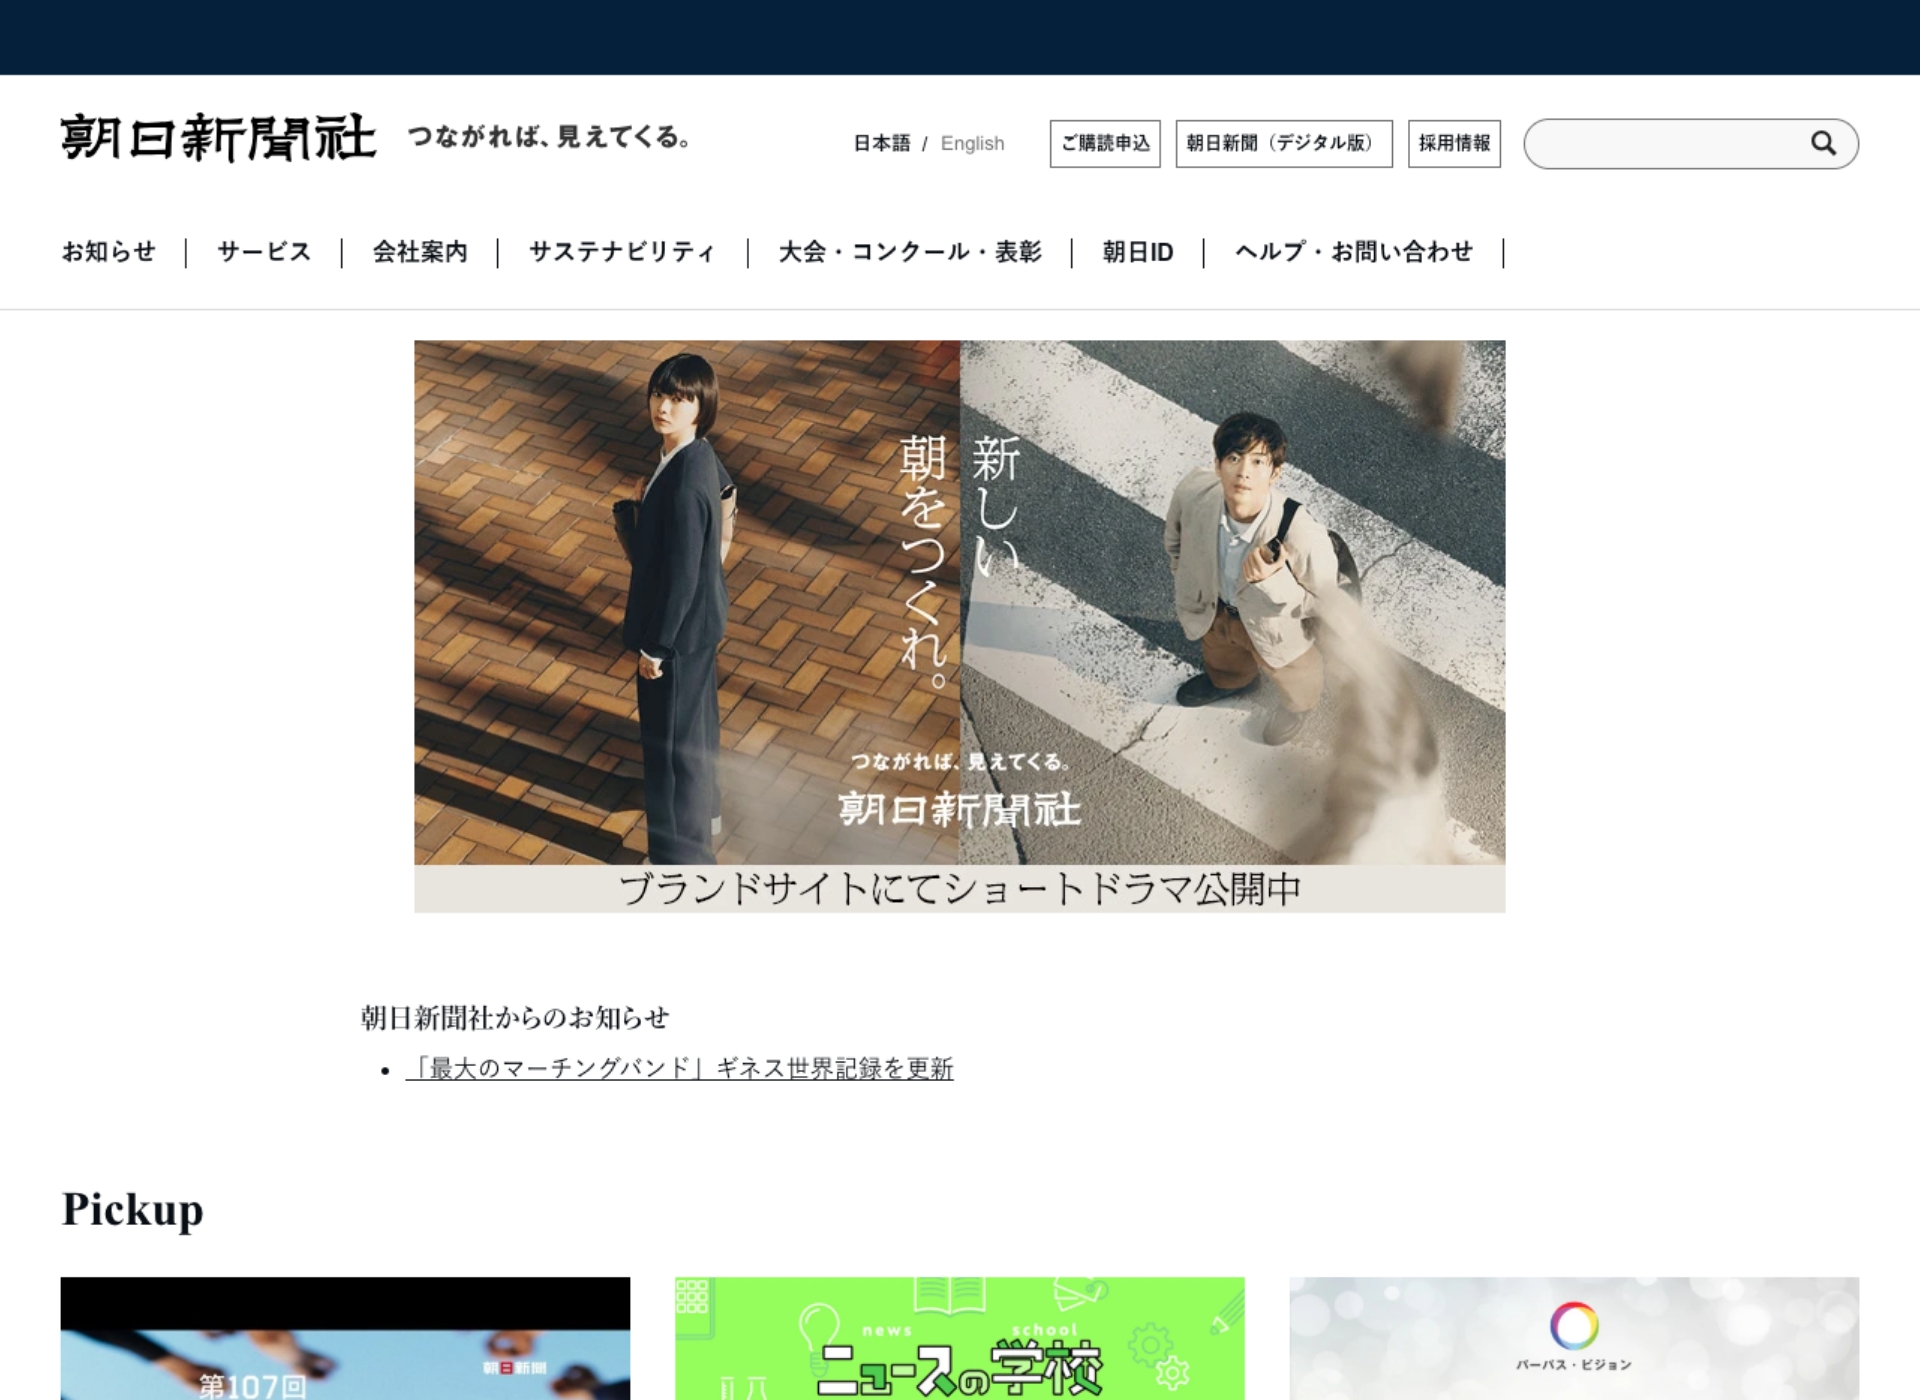 朝日新聞社 つながれば、見えてくる。
日本語 / English
ご購読申込
朝日新聞（デジタル版）
採用情報
お知らせ
サービス
会社案内
サステナビリティ
大会・コンクール・表彰
朝日ID
ヘルプ・お問い合わせ
新しい
朝をつくれ。
つながれば、見えてくる。
朝日新聞社
ブランドサイトにてショートドラマ公開中
朝日新聞社からのお知らせ
「最大のマーチングバンド」ギネス世界記録を更新
Pickup
朝日新聞
第107回
news school
ニュースの学校
パーパス・ビジョン